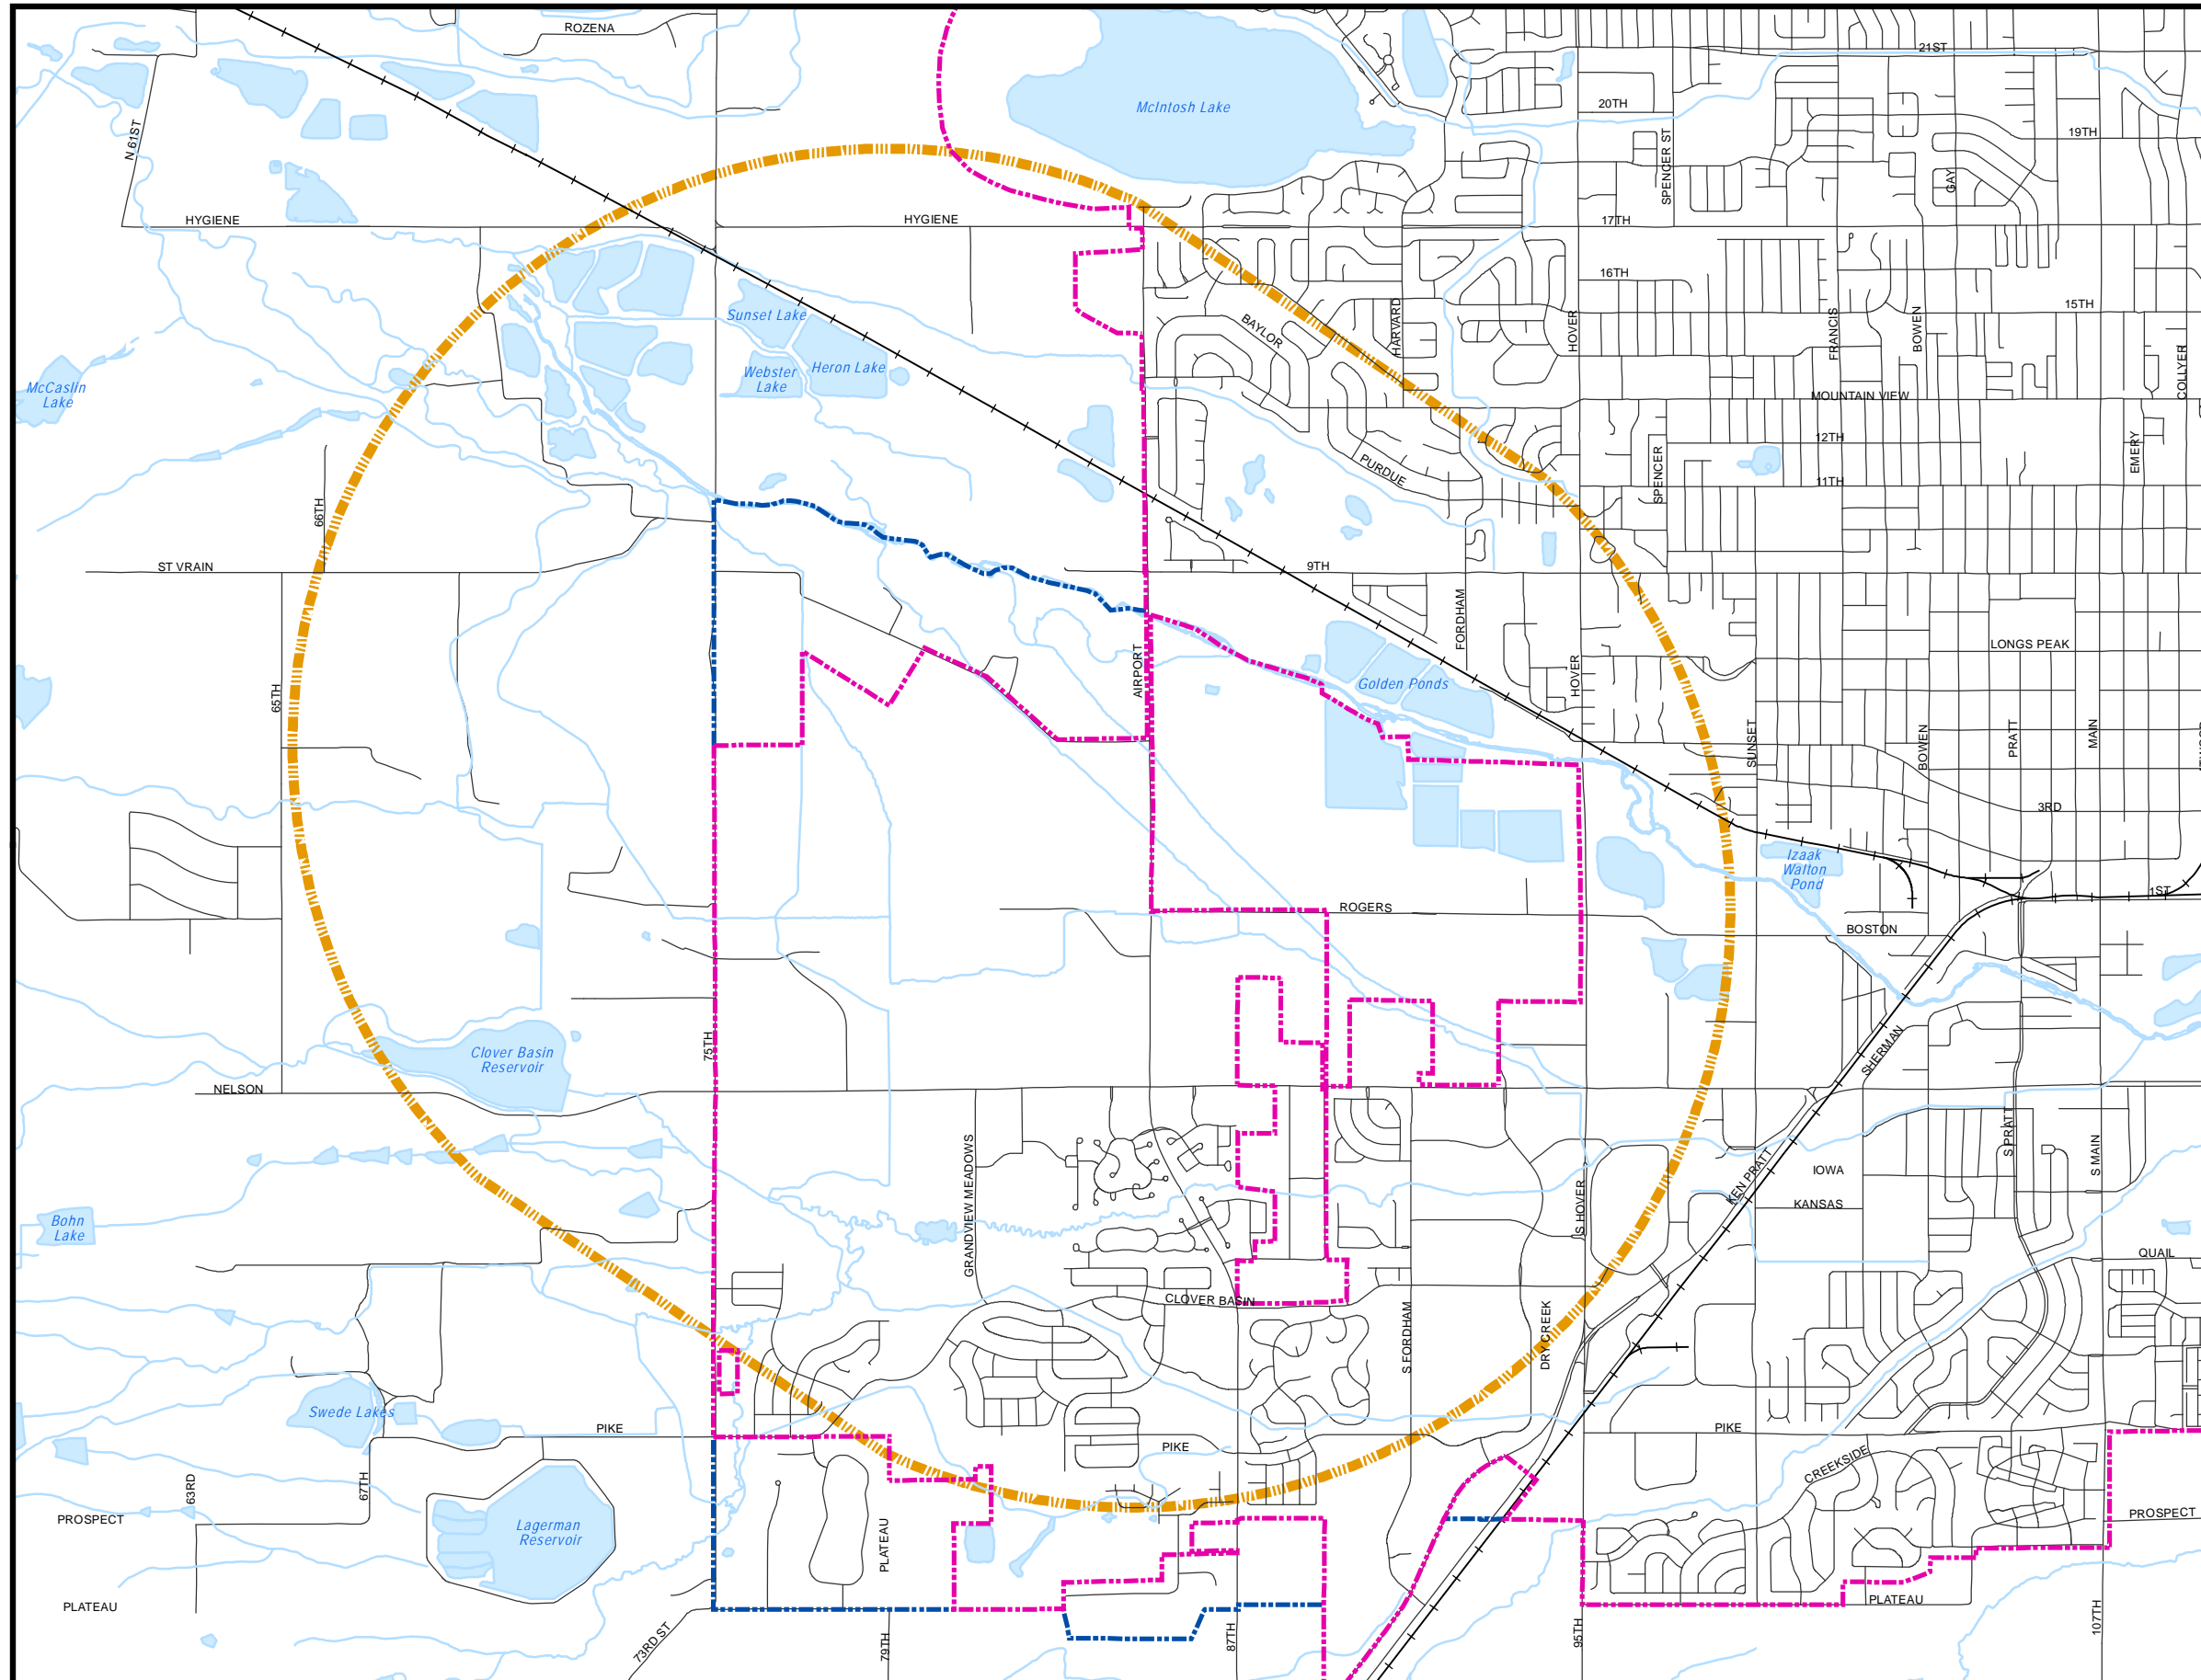 ROZENA
21ST
McIntosh Lake
20TH
19TH
N 61ST
SPENCER ST
GAY
HYGIENE
HYGIENE
17TH
16TH
15TH
Sunset Lake
BAYLOR
HARVARD
HOVER
FRANCIS
BOWEN
COLLYER
McCaslin
Lake
Webster
Lake
Heron Lake
MOUNTAIN VIEW
12TH
EMERY
PURDUE
SPENCER
11TH
66TH
ST VRAIN
9TH
FORDHAM
LONGS PEAK
AIRPORT
HOVER
65TH
Golden Ponds
SUNSET
BOWEN
PRATT
MAIN
3RD
Izaak
Walton
Pond
1ST
ROGERS
BOSTON
75TH
Clover Basin
Reservoir
SHERMAN
NELSON
GRANDVIEW MEADOWS
S PRATT
S MAIN
KEN PRATT
IOWA
KANSAS
S HOVER
Bohn
Lake
QUAIL
CLOVER BASIN
S FORDHAM
DRY CREEK
Swede Lakes
PIKE
PIKE
PIKE
CREEKSIDE
63RD
67TH
PROSPECT
Lagerman
Reservoir
PLATEAU
PROSPECT
PLATEAU
PLATEAU
73RD ST
79TH
87TH
95TH
107TH